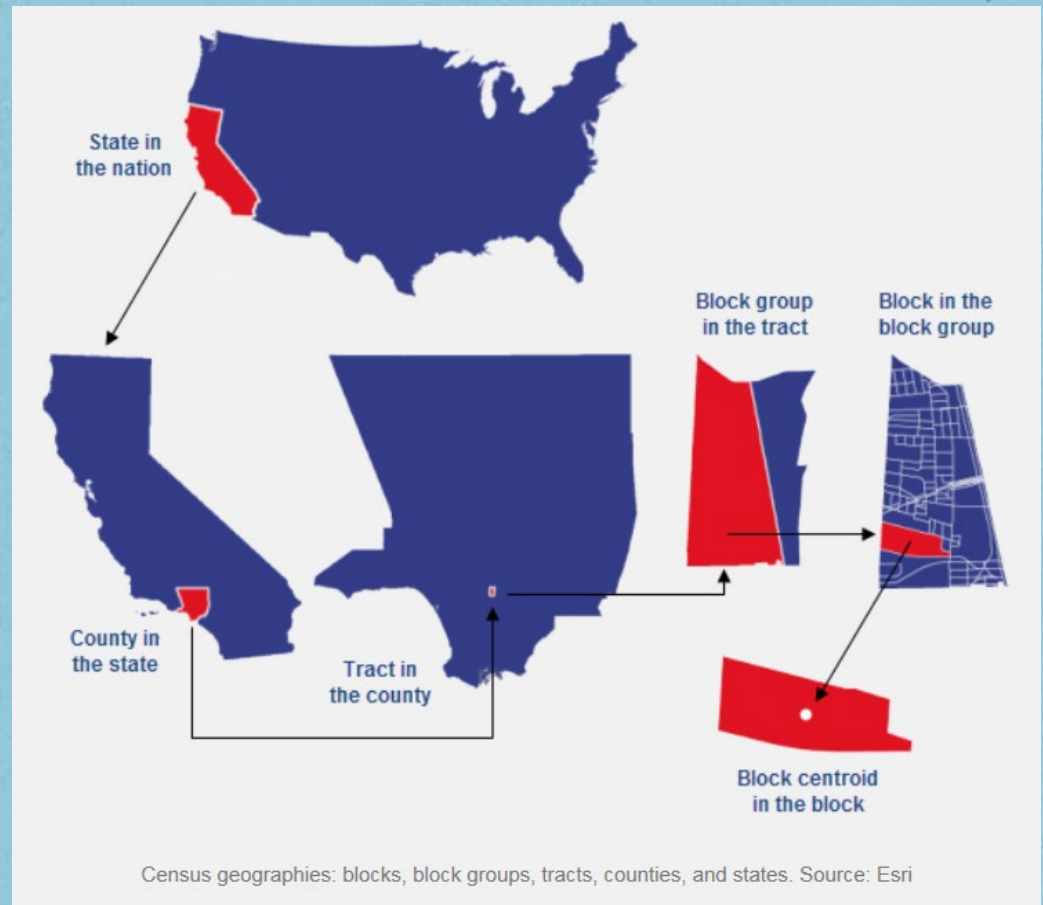 State in
the nation
Block group
in the tract
Block in the
block group
County in
the state
Tract in
the county
Block centroid
in the block
Census geographies: blocks, block groups, tracts, counties, and states. Source: Esri